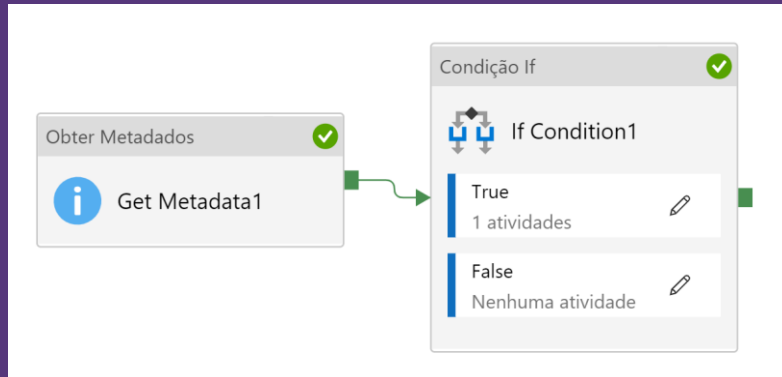 Obter Metadados
Get Metadata1
Condição If
If Condition1
True
1 atividades
False
Nenhuma atividade